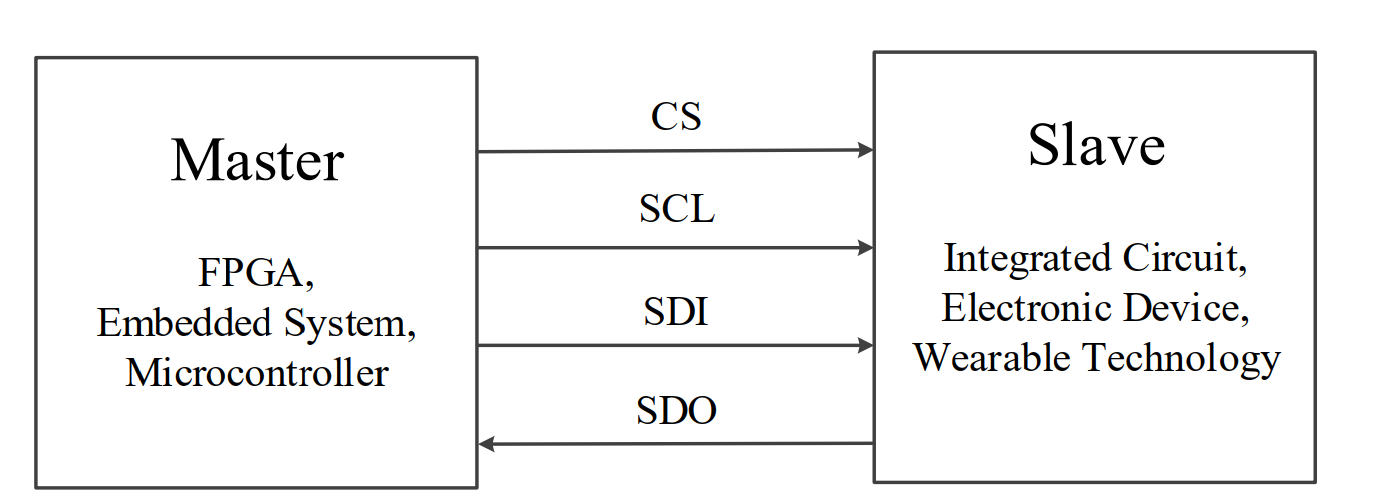 Master
FPGA,
Embedded System,
Microcontroller
CS
SCL
SDI
SDO
Slave
Integrated Circuit,
Electronic Device,
Wearable Technology